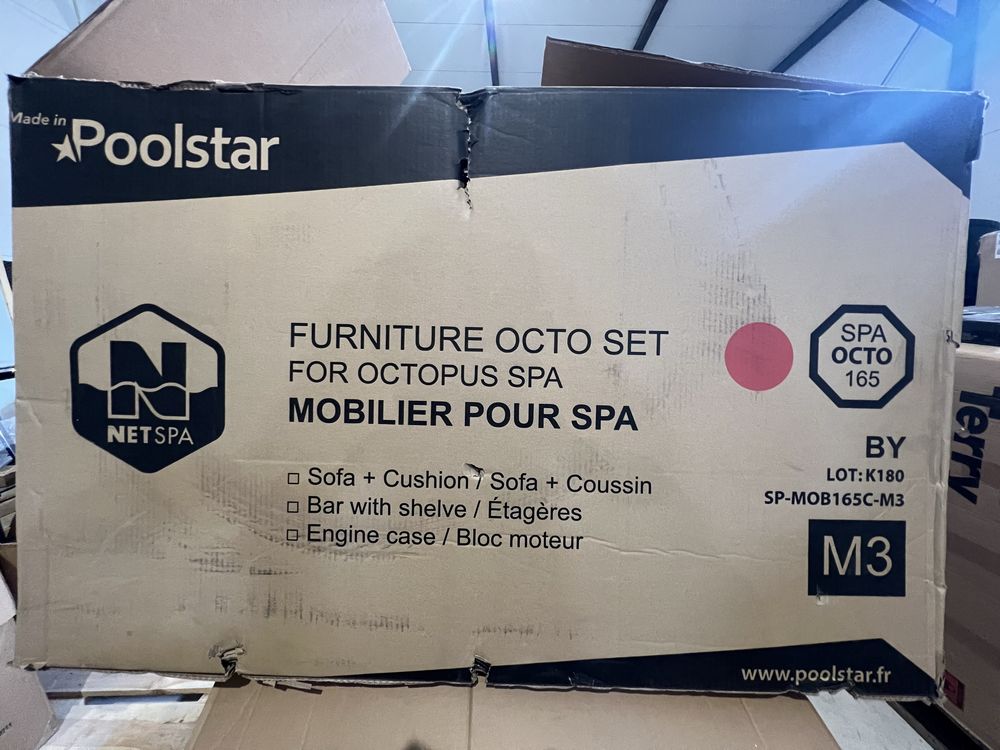 Made in
Poolstar
N
NETSPA
FURNITURE OCTO SET
FOR OCTOPUS SPA
MOBILIER POUR SPA
□ Sofa + Cushion / Sofa + Coussin
□ Bar with shelve / Étagères
□ Engine case / Bloc moteur
SPA
OCTO
165
BY
LOT: K180
SP-MOB165C-M3
M3
www.poolstar.fr
Terry